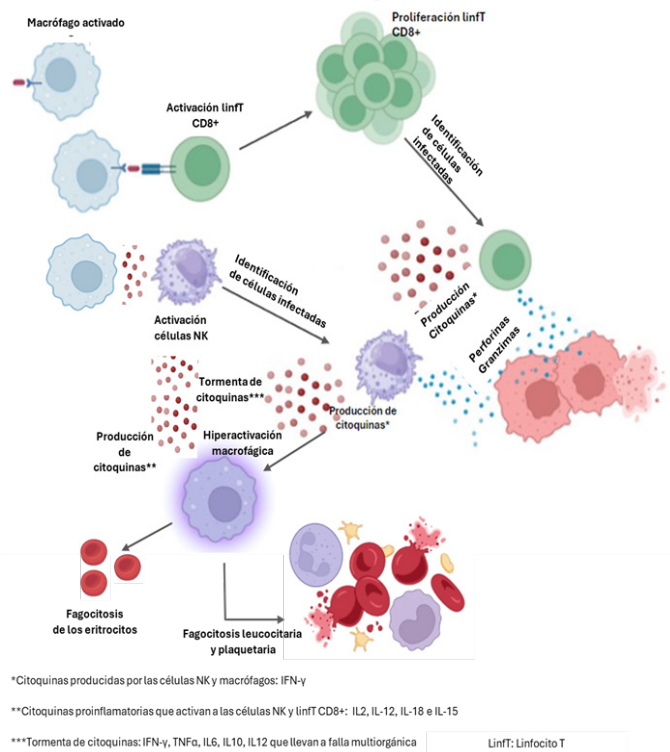 Macrófago activado
Proliferación linfT
CD8+
Activación linfT
CD8+
Identificación
de células
infectadas
Identificación
de células infectadas
Activación
células NK
Producción
Citoquinas*
Perforinas
Granzimas
Tormenta de
citoquinas***
Producción de
citoquinas*
Producción
de
citoquinas**
Hiperactivación
macrofágica
Fagocitosis
de los eritrocitos
Fagocitosis leucocitaria
y plaquetaria
*Citoquinas producidas por las células NK y macrófagos: IFN-γ
**Citoquinas proinflamatorias que activan a las células NK y linfT CD8+: IL2, IL-12, IL-18 e IL-15
***Tormenta de citoquinas: IFN-γ, TNFα, IL6, IL10, IL12 que llevan a falla multiorgánica
LinfT: Linfocito T